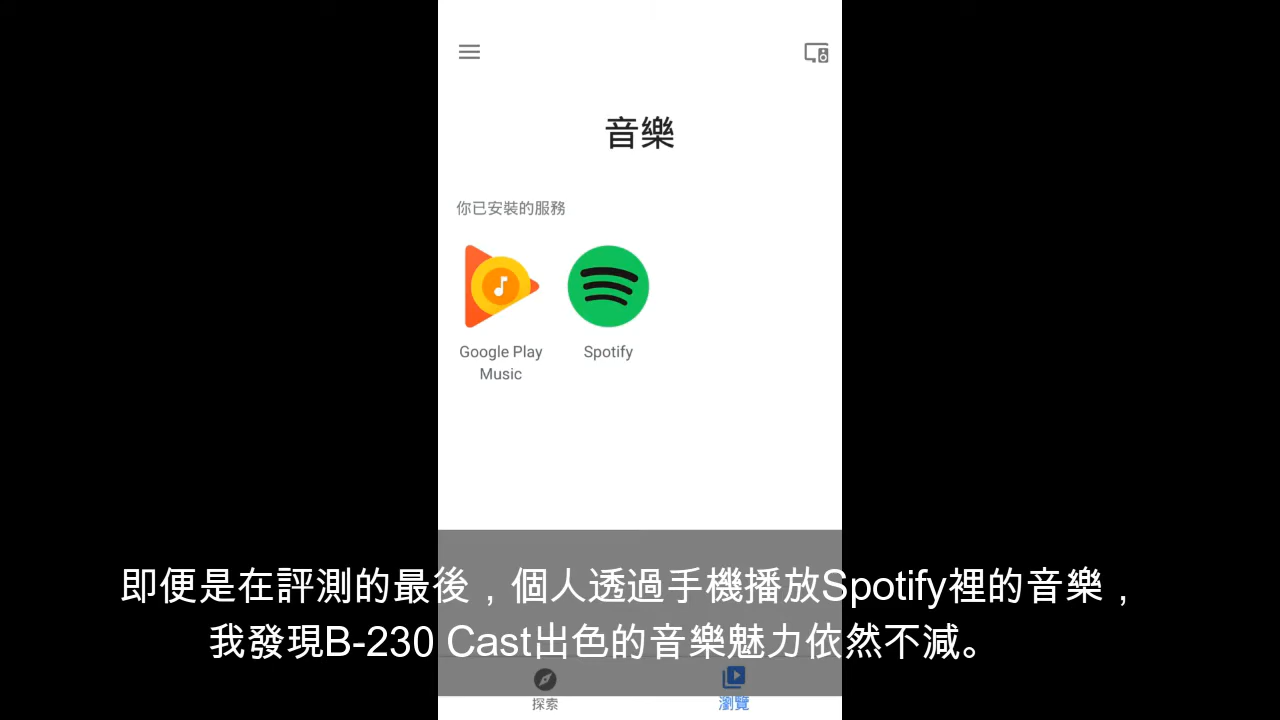 音樂
你已安裝的服務
Google Play
Music
Spotify
即便是在評測的最後，個人透過手機播放Spotify裡的音樂，
我發現B-230 Cast出色的音樂魅力依然不減。
探索
瀏覽